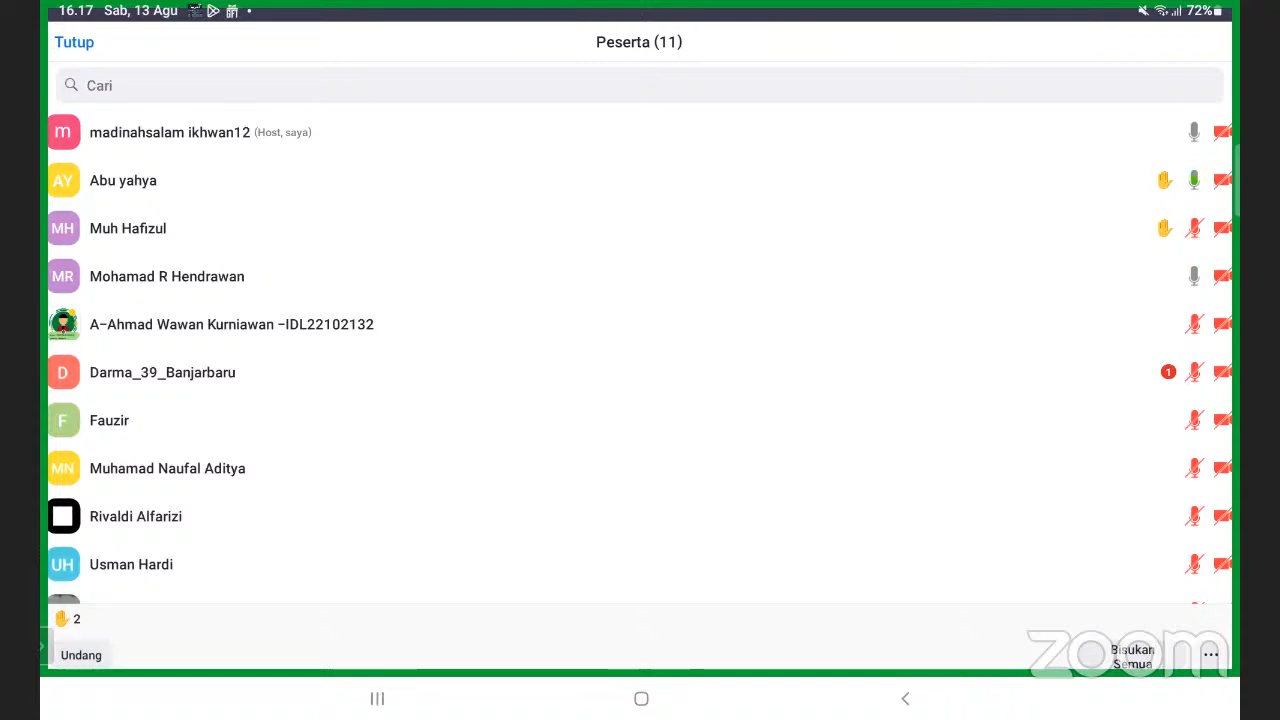 16.17 Sab, 13 Agu 72%
Tutup
Peserta (11)
Cari
m madinahsalam ikhwan12 (Host, saya)
AY Abu yahya
MH Muh Hafizul
MR Mohamad R Hendrawan
A-Ahmad Wawan Kurniawan -IDL22102132
D Darma_39_Banjarbaru 1
F Fauzir
MN Muhamad Naufal Aditya
Rivaldi Alfarizi
UH Usman Hardi
2
Undang
Bisukan
Semua
zoom